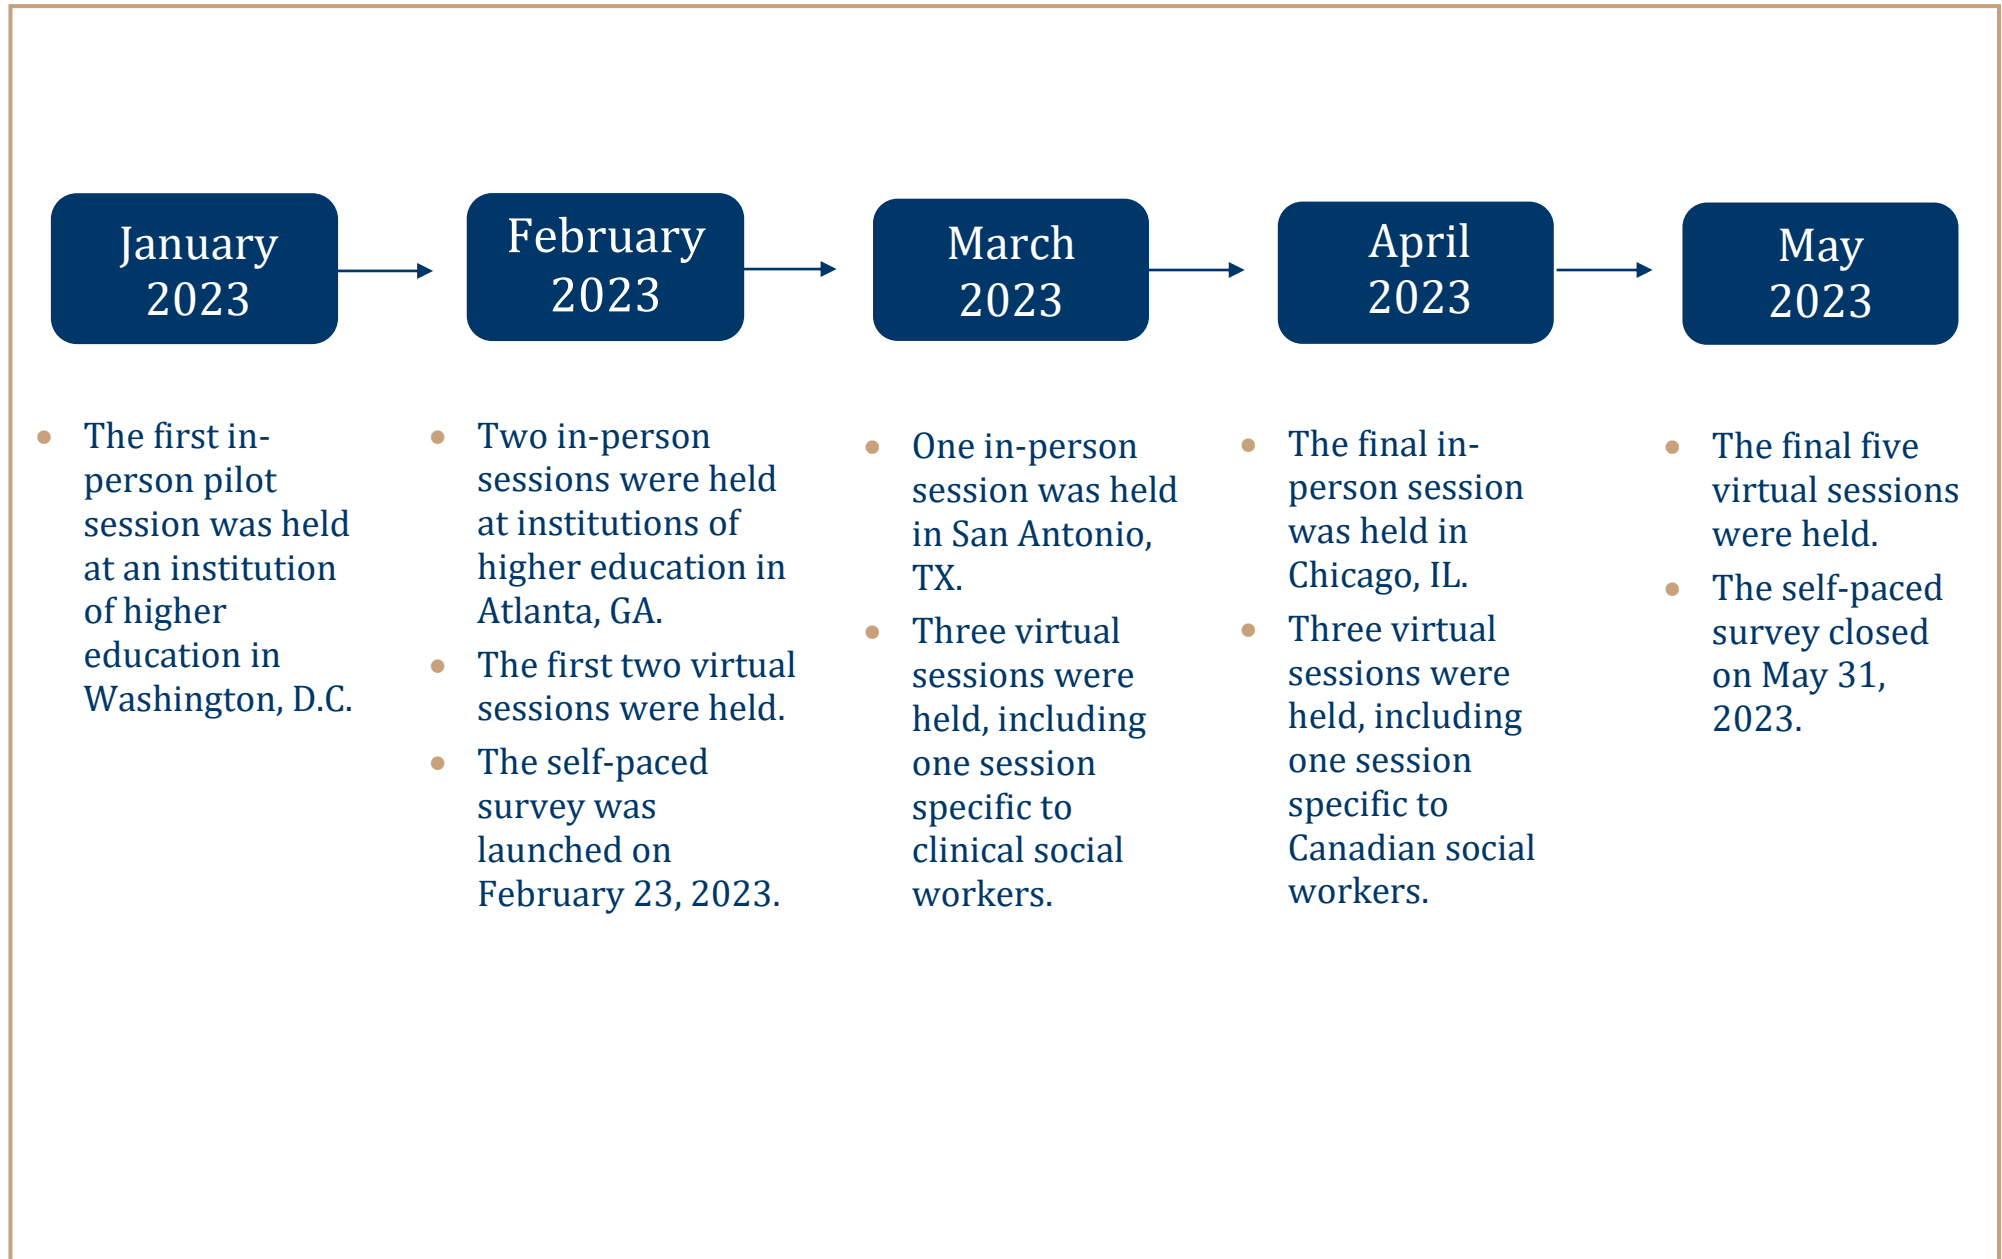 January
2023
February
2023
March
2023
April
2023
May
2023
• The first in-
person pilot
session was held
at an institution
of higher
education in
Washington, D.C.
• Two in-person
sessions were held
at institutions of
higher education in
Atlanta, GA.
• The first two virtual
sessions were held.
• The self-paced
survey was
launched on
February 23, 2023.
• One in-person
session was held
in San Antonio,
TX.
• Three virtual
sessions were
held, including
one session
specific to
clinical social
workers.
• The final in-
person session
was held in
Chicago, IL.
• Three virtual
sessions were
held, including
one session
specific to
Canadian social
workers.
• The final five
virtual sessions
were held.
• The self-paced
survey closed
on May 31,
2023.